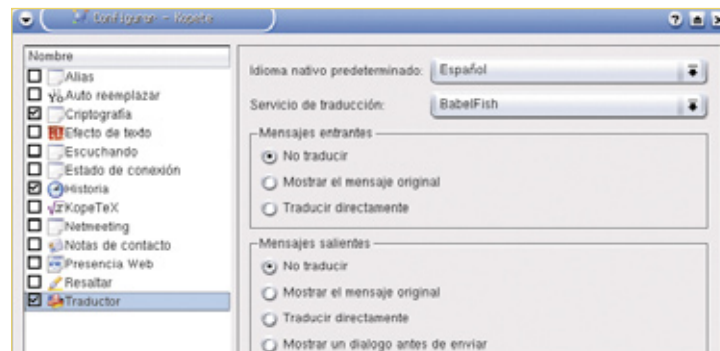 Configurar - Kopete
Nombre
Alias
Auto reemplazar
Criptografía
Efecto de texto
Escuchando
Estado de conexión
Historia
KopeTeX
Netmeeting
Notas de contacto
Presencia Web
Resaltar
Traductor
Idioma nativo predeterminado: Español
Servicio de traducción: BabelFish
Mensajes entrantes
No traducir
Mostrar el mensaje original
Traducir directamente
Mensajes salientes
No traducir
Mostrar el mensaje original
Traducir directamente
Mostrar un dialogo antes de enviar